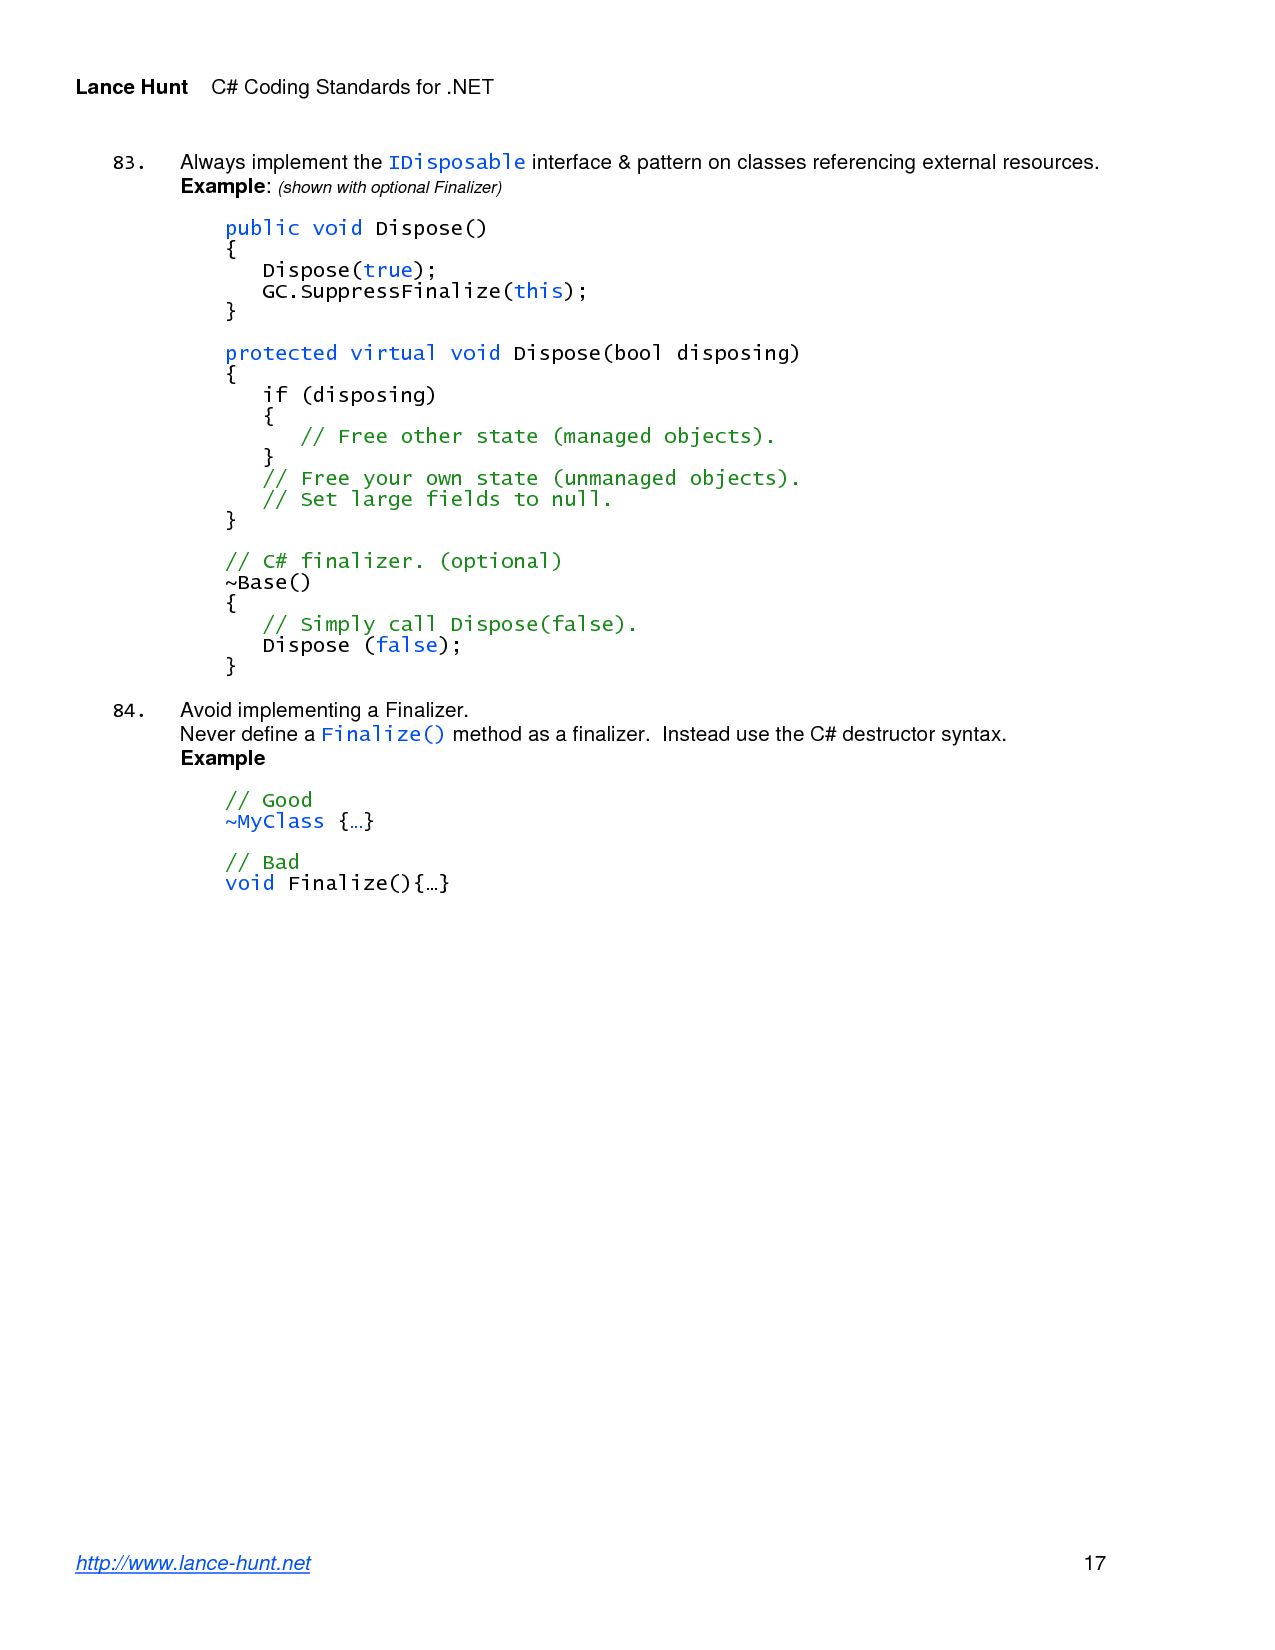 Lance Hunt C# Coding Standards for .NET
83. Always implement the IDisposable interface & pattern on classes referencing external resources.
Example: (shown with optional Finalizer)
public void Dispose()
{
Dispose(true);
GC.SuppressFinalize(this);
}
protected virtual void Dispose(bool disposing)
{
if (disposing)
{
// Free other state (managed objects).
}
// Free your own state (unmanaged objects).
// Set large fields to null.
}
// C# finalizer. (optional)
~Base()
{
// Simply call Dispose(false).
Dispose (false);
}
84. Avoid implementing a Finalizer.
Never define a Finalize() method as a finalizer. Instead use the C# destructor syntax.
Example
// Good
~MyClass {…}
// Bad
void Finalize(){…}
http://www.lance-hunt.net 17